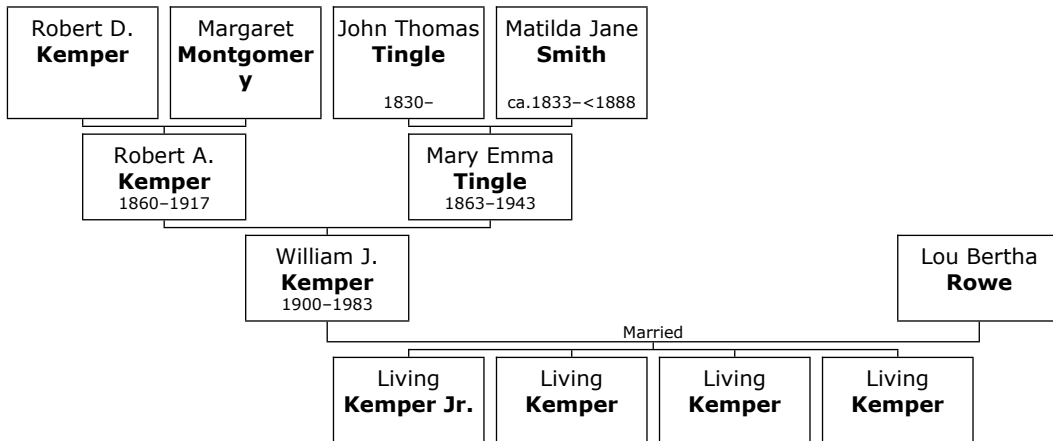 Robert D.
Kemper
Margaret
Montgomer
y
John Thomas
Tingle
1830–
Matilda Jane
Smith
ca.1833–<1888
Robert A.
Kemper
1860–1917
Mary Emma
Tingle
1863–1943
William J.
Kemper
1900–1983
Lou Bertha
Rowe
Married
Living
Kemper Jr.
Living
Kemper
Living
Kemper
Living
Kemper